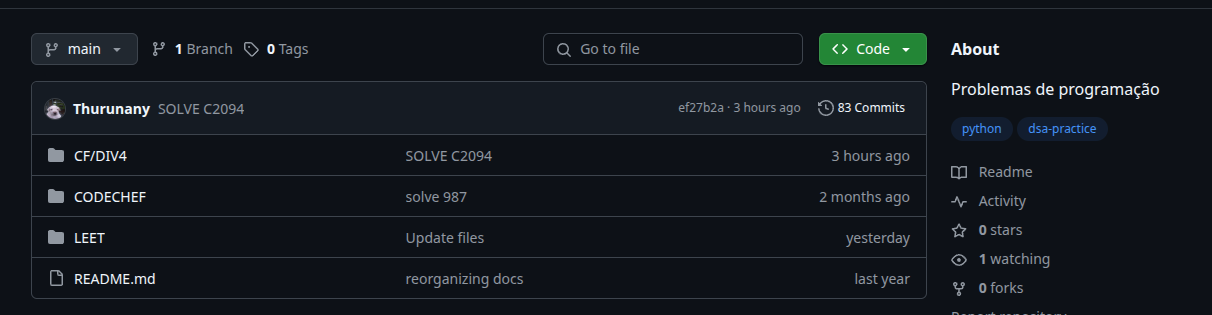 main 1 Branch 0 Tags Go to file Code
Thurunany SOLVE C2094 ef27b2a · 3 hours ago 83 Commits
CF/DIV4 SOLVE C2094 3 hours ago
CODECHEF solve 987 2 months ago
LEET Update files yesterday
README.md reorganizing docs last year
About
Problemas de programação
python dsa-practice
Readme
Activity
0 stars
1 watching
0 forks